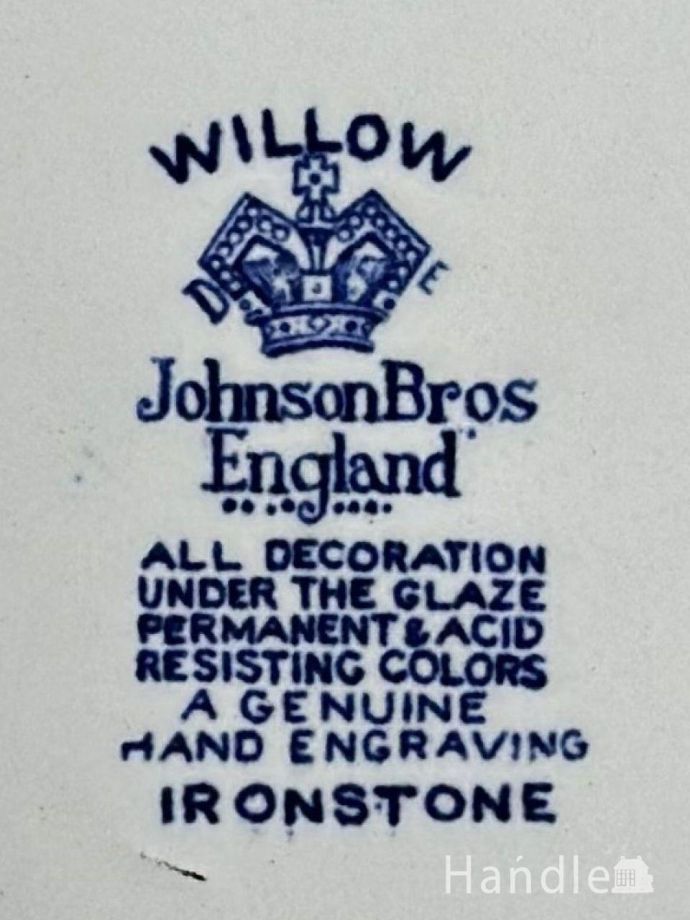 WILLOW
D E
JohnsonBros
England
ALL DECORATION
UNDER THE GLAZE
PERMANENT & ACID
RESISTING COLORS
A GENUINE
HAND ENGRAVING
IRONSTONE
Handle